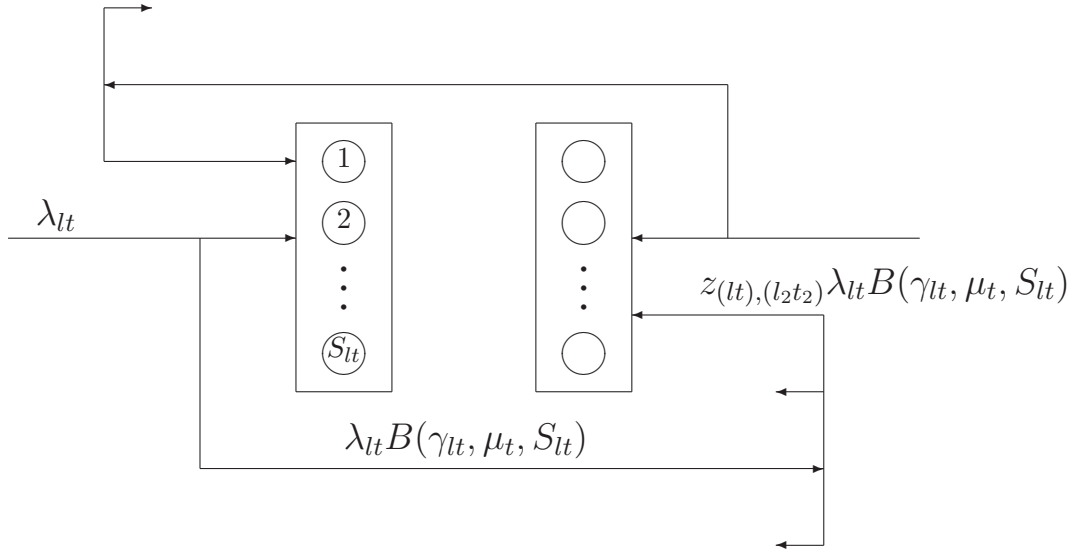 1
λ_{lt}
2
z_{(lt),(l_2t_2)}λ_{lt}B(γ_{lt}, μ_t, S_{lt})
S_{lt}
λ_{lt}B(γ_{lt}, μ_t, S_{lt})